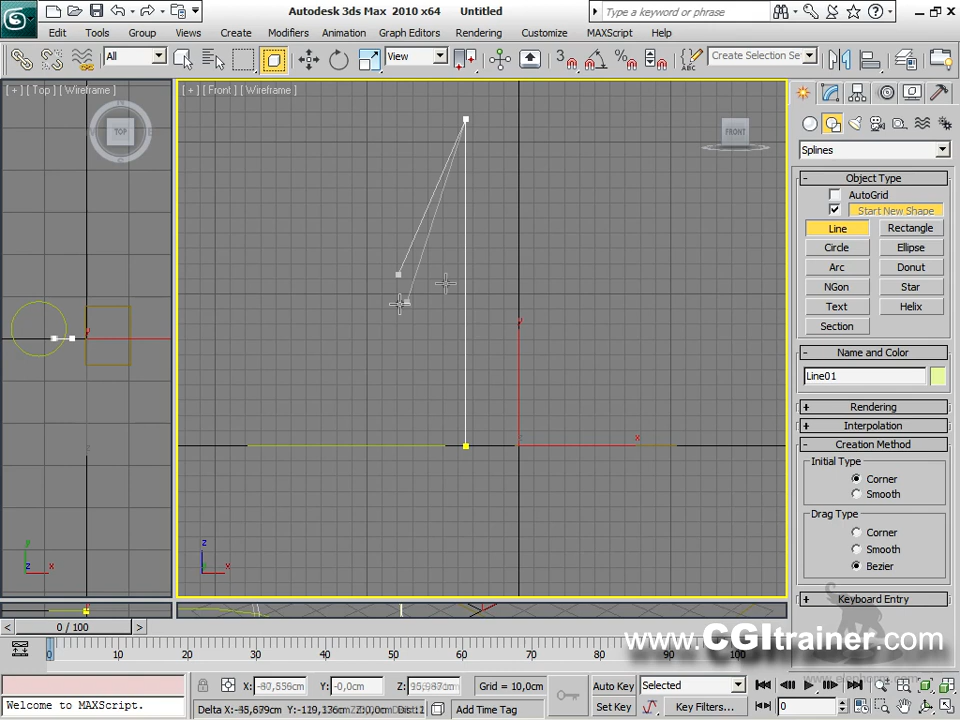 Autodesk 3ds Max 2010 x64 Untitled
Type a keyword or phrase
Edit Tools Group Views Create Modifiers Animation Graph Editors Rendering Customize MAXScript Help
All View Create Selection Se
[ + ] [ Top ] [ Wireframe ]
[ + ] [ Front ] [ Wireframe ]
TOP
FRONT
Splines
Object Type
AutoGrid
Start New Shape
Line Rectangle
Circle Ellipse
Arc Donut
NGon Star
Text Helix
Section
Name and Color
Line01
Rendering
Interpolation
Creation Method
Initial Type
Corner
Smooth
Drag Type
Corner
Smooth
Bezier
Keyboard Entry
0 / 100
0 10 20 30 40 50 60 70 80 90 100
www.CGItrainer.com
X: Y: -0,0cm Z: Grid = 10,0cm Auto Key Selected
Welcome to MAXScript. Add Time Tag Set Key Key Filters... 0